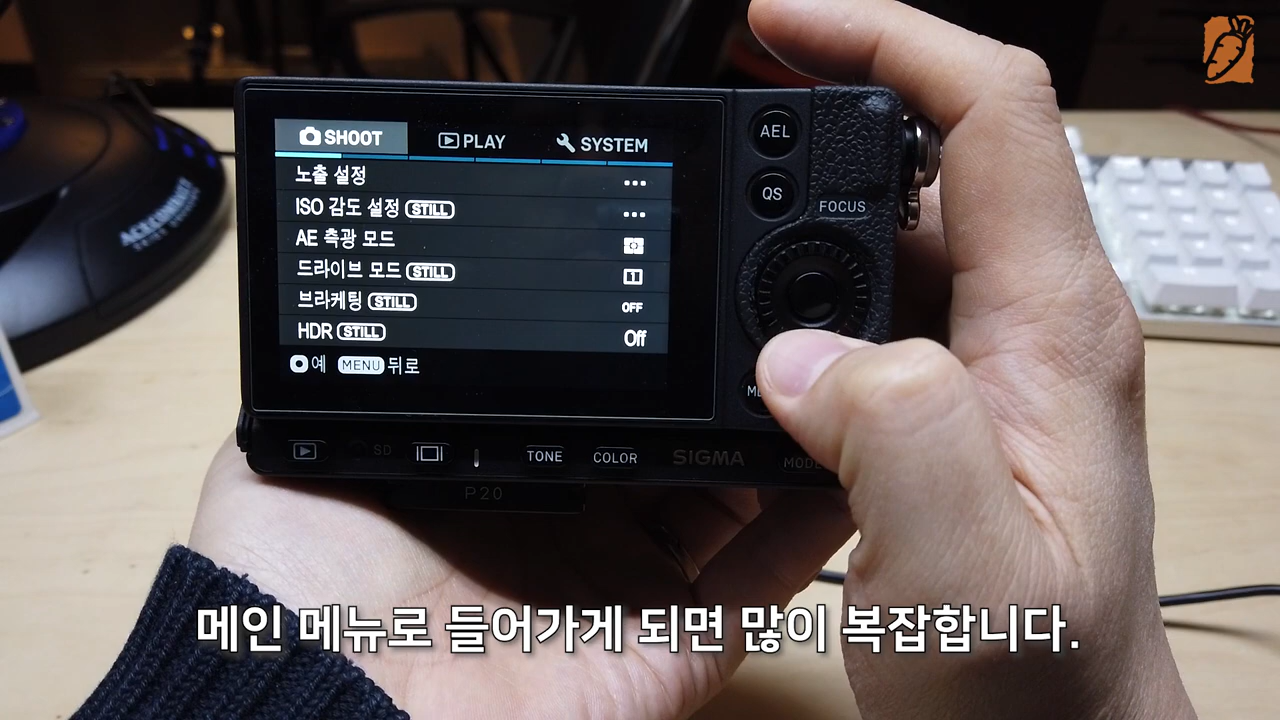 SHOOT PLAY SYSTEM
노출 설정
ISO 감도 설정 STILL
AE 측광 모드
드라이브 모드 STILL 1
브라케팅 STILL OFF
HDR STILL Off
예 MENU 뒤로
AEL
QS
FOCUS
SD TONE COLOR SIGMA MODE
P20
메인 메뉴로 들어가게 되면 많이 복잡합니다.